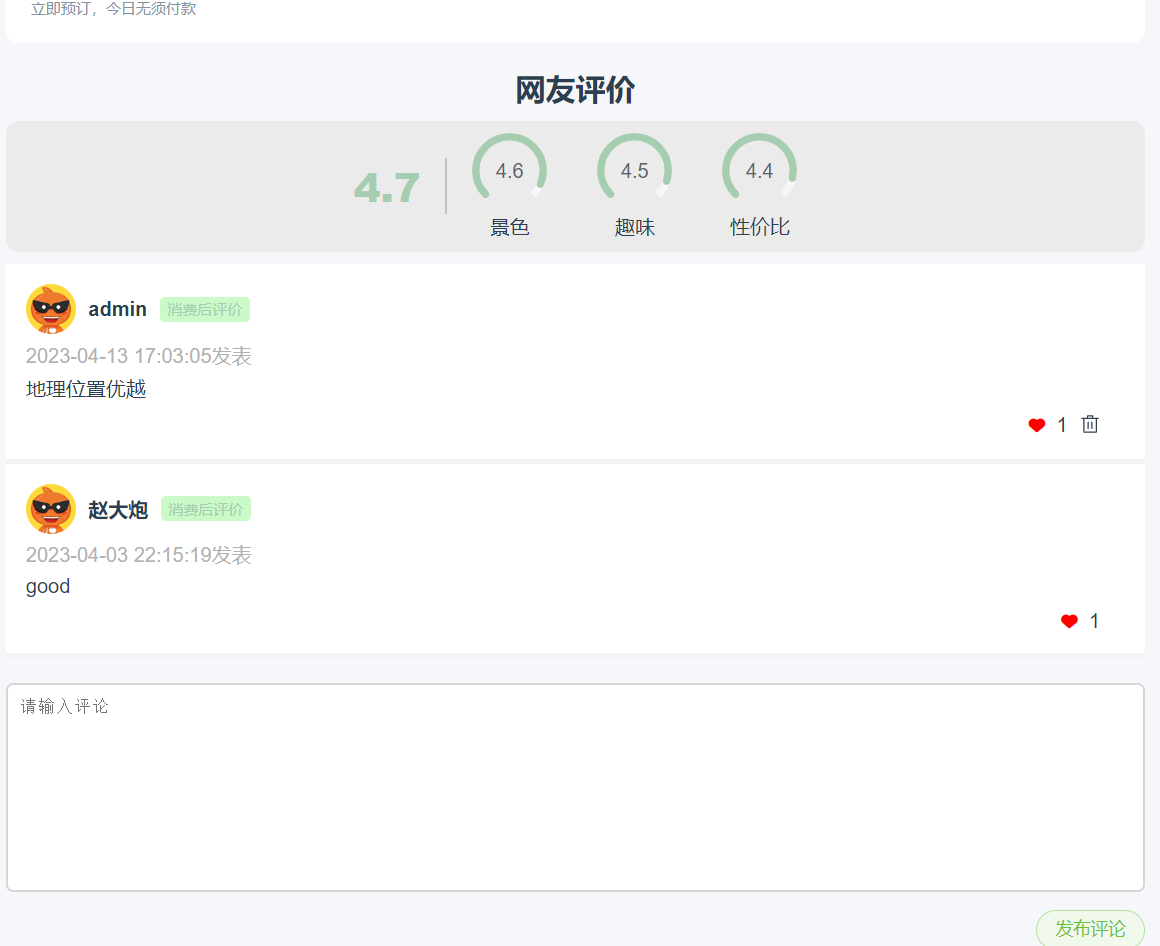 立即预订，今日无须付款
网友评价
4.7
4.6
4.5
4.4
景色
趣味
性价比
admin 消费后评价
2023-04-13 17:03:05发表
地理位置优越
1
赵大炮 消费后评价
2023-04-03 22:15:19发表
good
1
请输入评论
发布评论